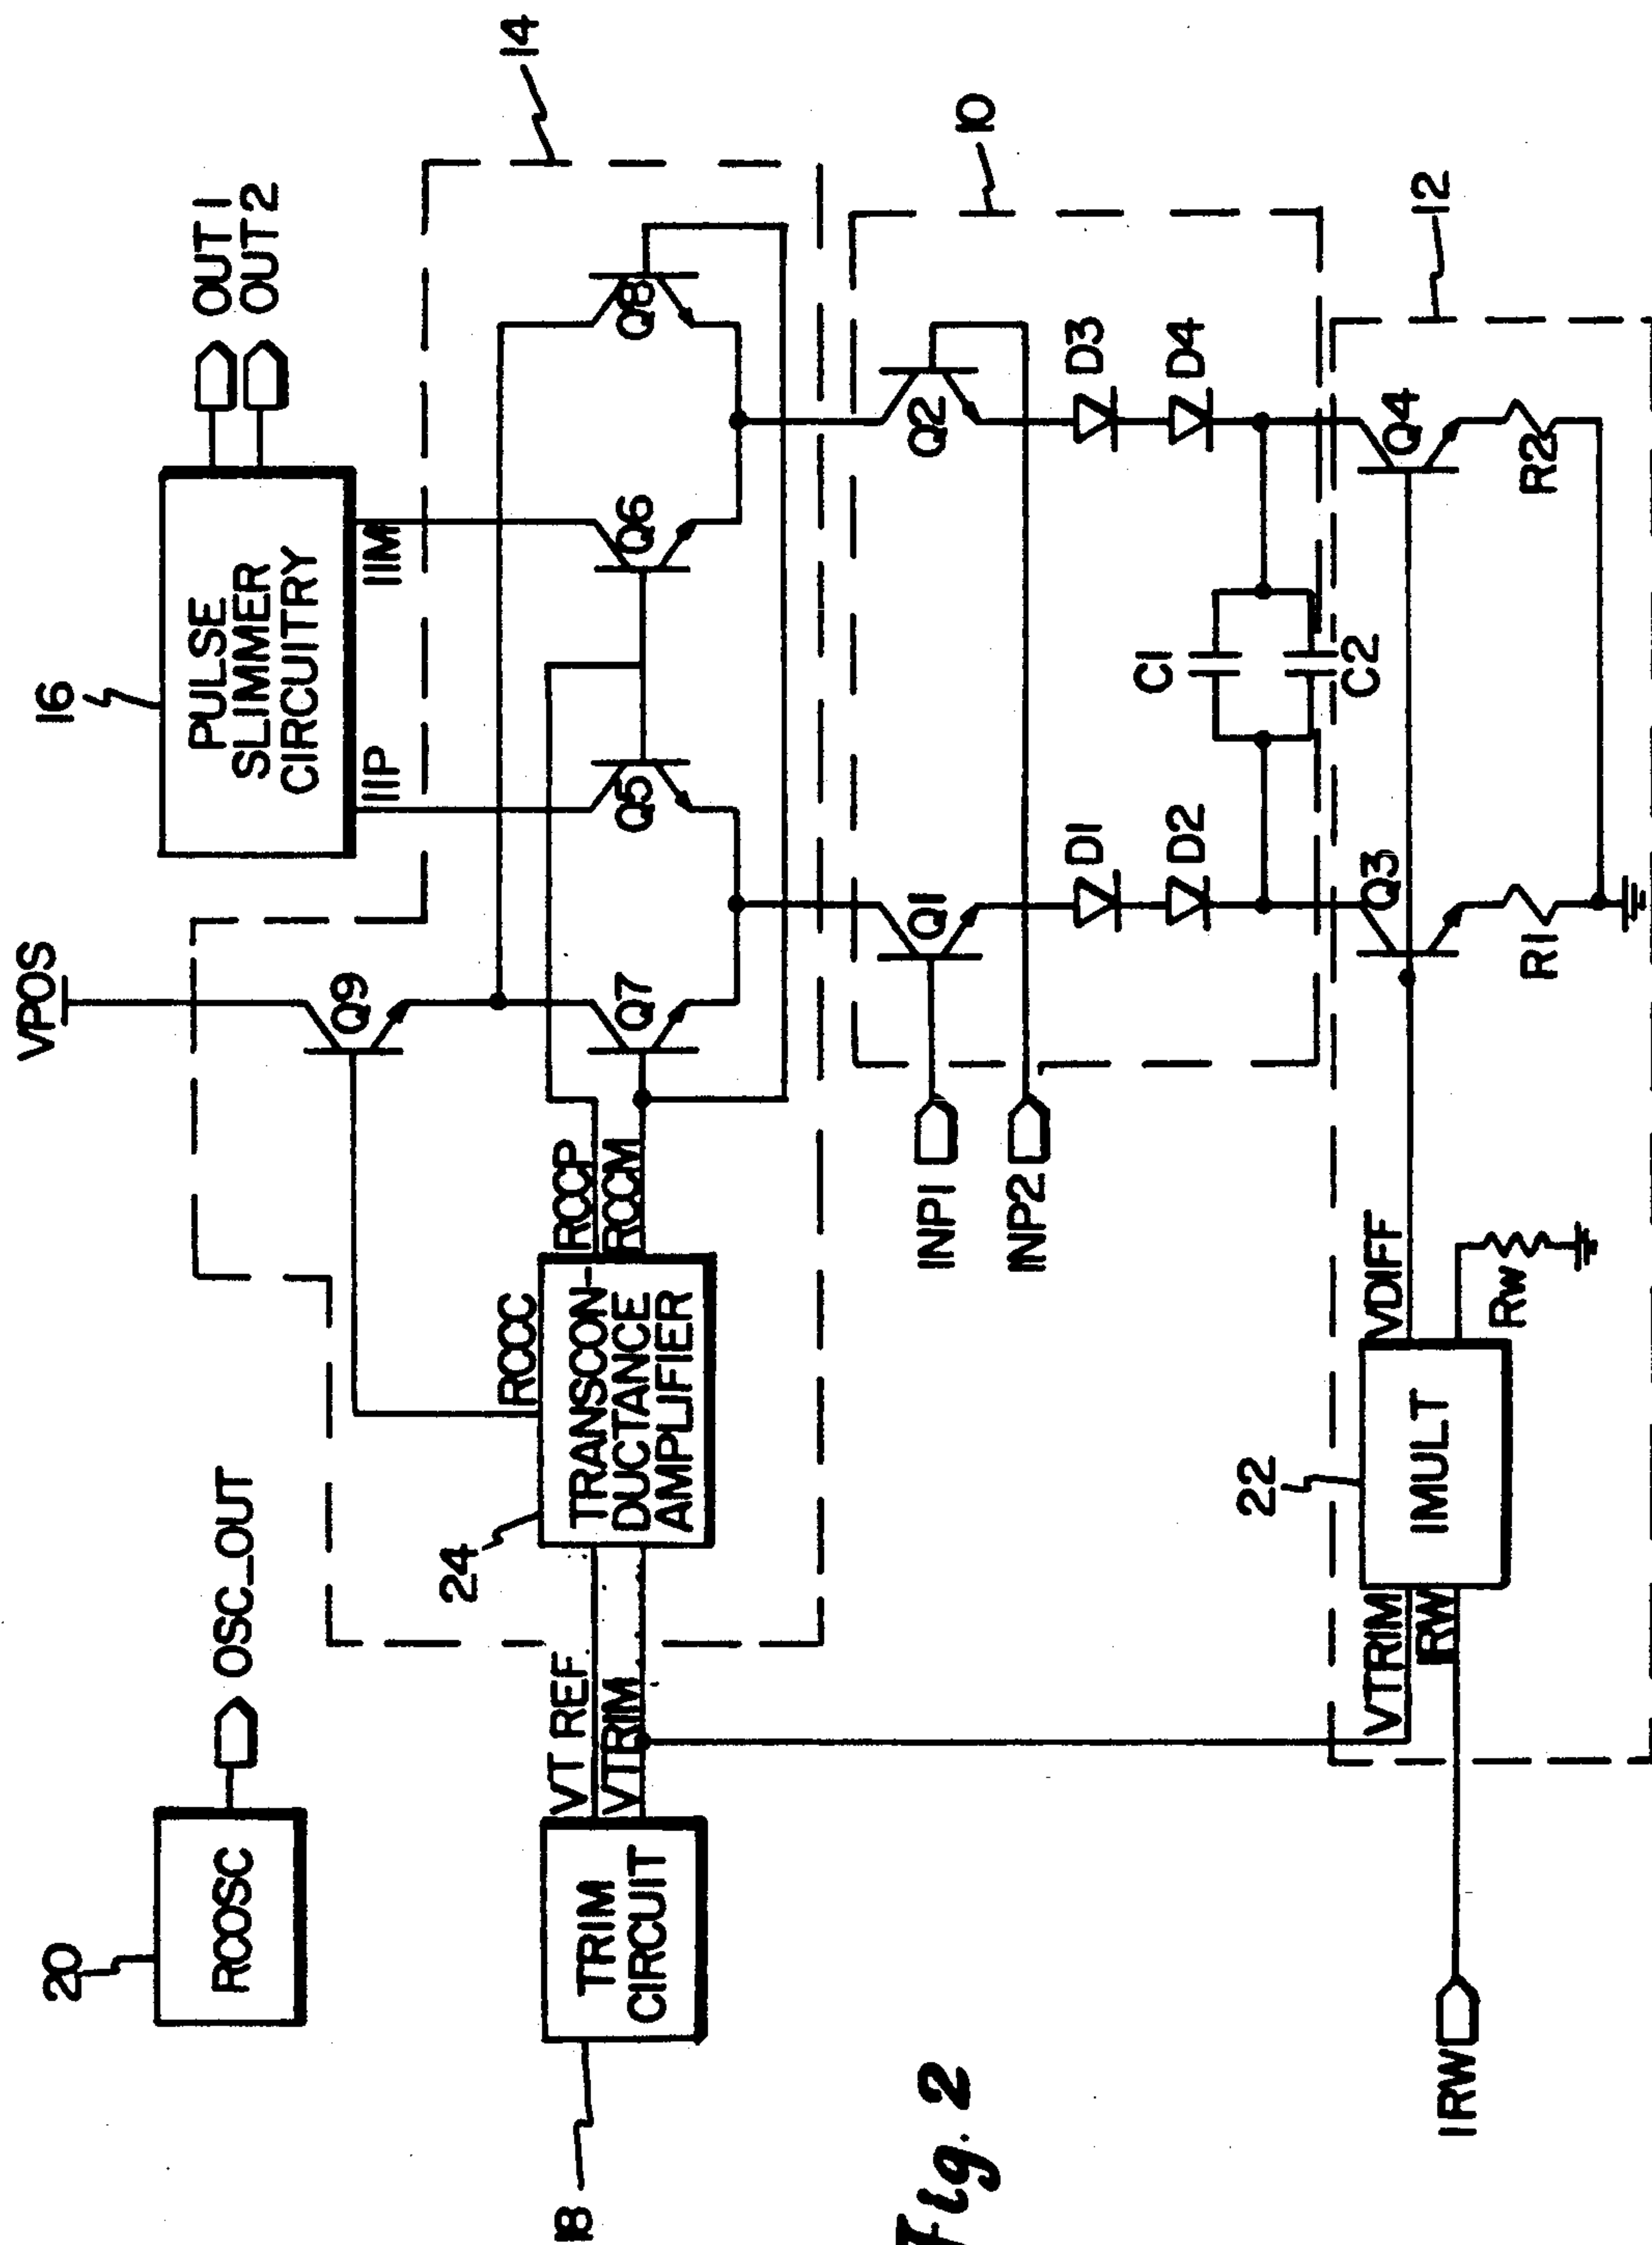 VPOS
16
PULSE
SLIMMER
CIRCUITRY
OUT 1
OUT 2
14
20
RCOSC
OSC_OUT
Q9
I1P
I1M
RCCC
24
TRANSCON-
DUCTANCE
AMPLIFIER
RCCP
RCCM
Q7
Q5
Q6
Q8
18
TRIM
CIRCUIT
VT REF
VTRIM
10
INP1
INP2
Q1
Q2
D1
D3
D2
D4
C1
C2
12
22
VTRIM
RW
IMULT
VDIFF
Rw
Q3
Q4
R1
R2
IRW
Fig. 2